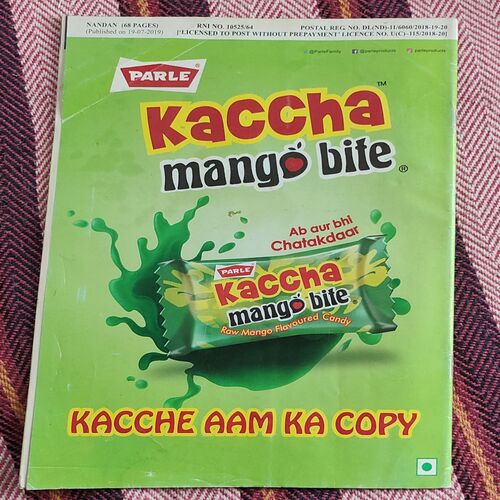 NANDAN (68 PAGES) RNI NO. 10525/64 POSTAL REG. NO. DL(ND)-11/6060/2018-19-20
(Published on 19-07-2019) ['LICENSED TO POST WITHOUT PREPAYMENT' LICENCE NO. U(C)-115/2018-20]
@ParleFamily @parleproducts parleproducts
PARLE
Kaccha TM
mango bite ®
Ab aur bhi
Chatakdaar
PARLE
Kaccha
mango bite
Raw Mango Flavoured Candy
KACCHE AAM KA COPY